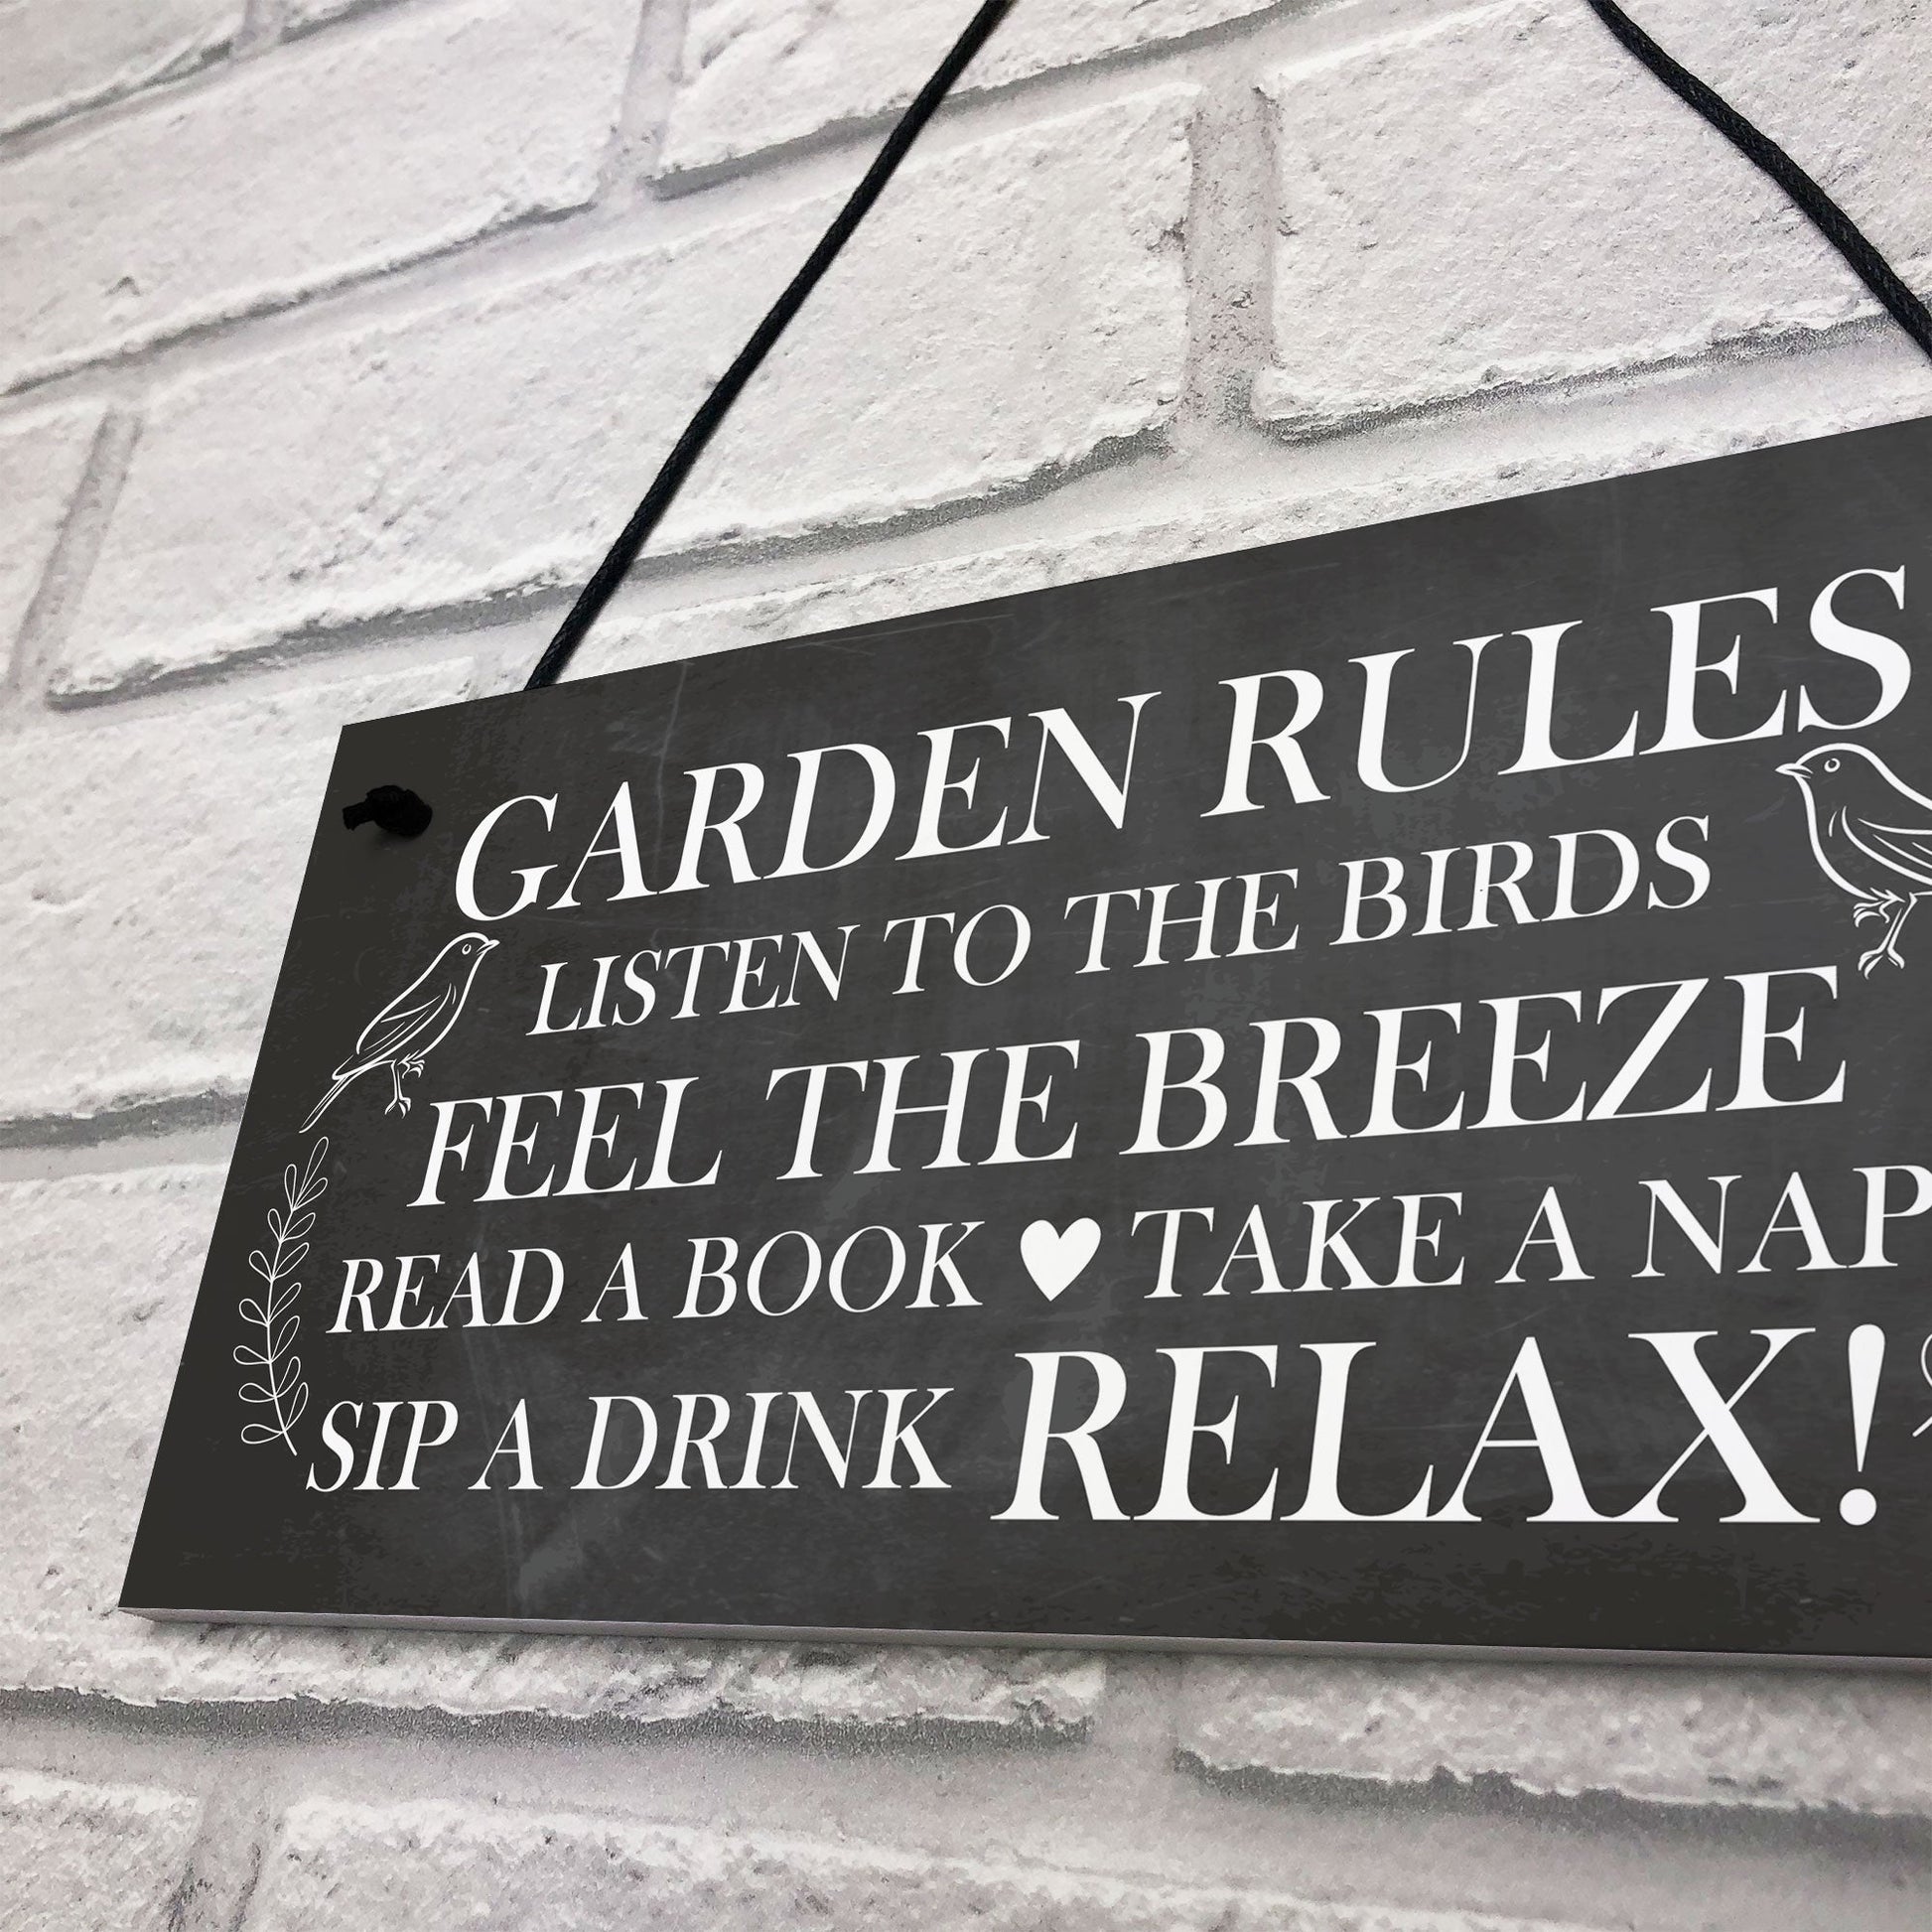 GARDEN RULES
LISTEN TO THE BIRDS
FEEL THE BREEZE
READ A BOOK ♥ TAKE A NAP
SIP A DRINK RELAX!